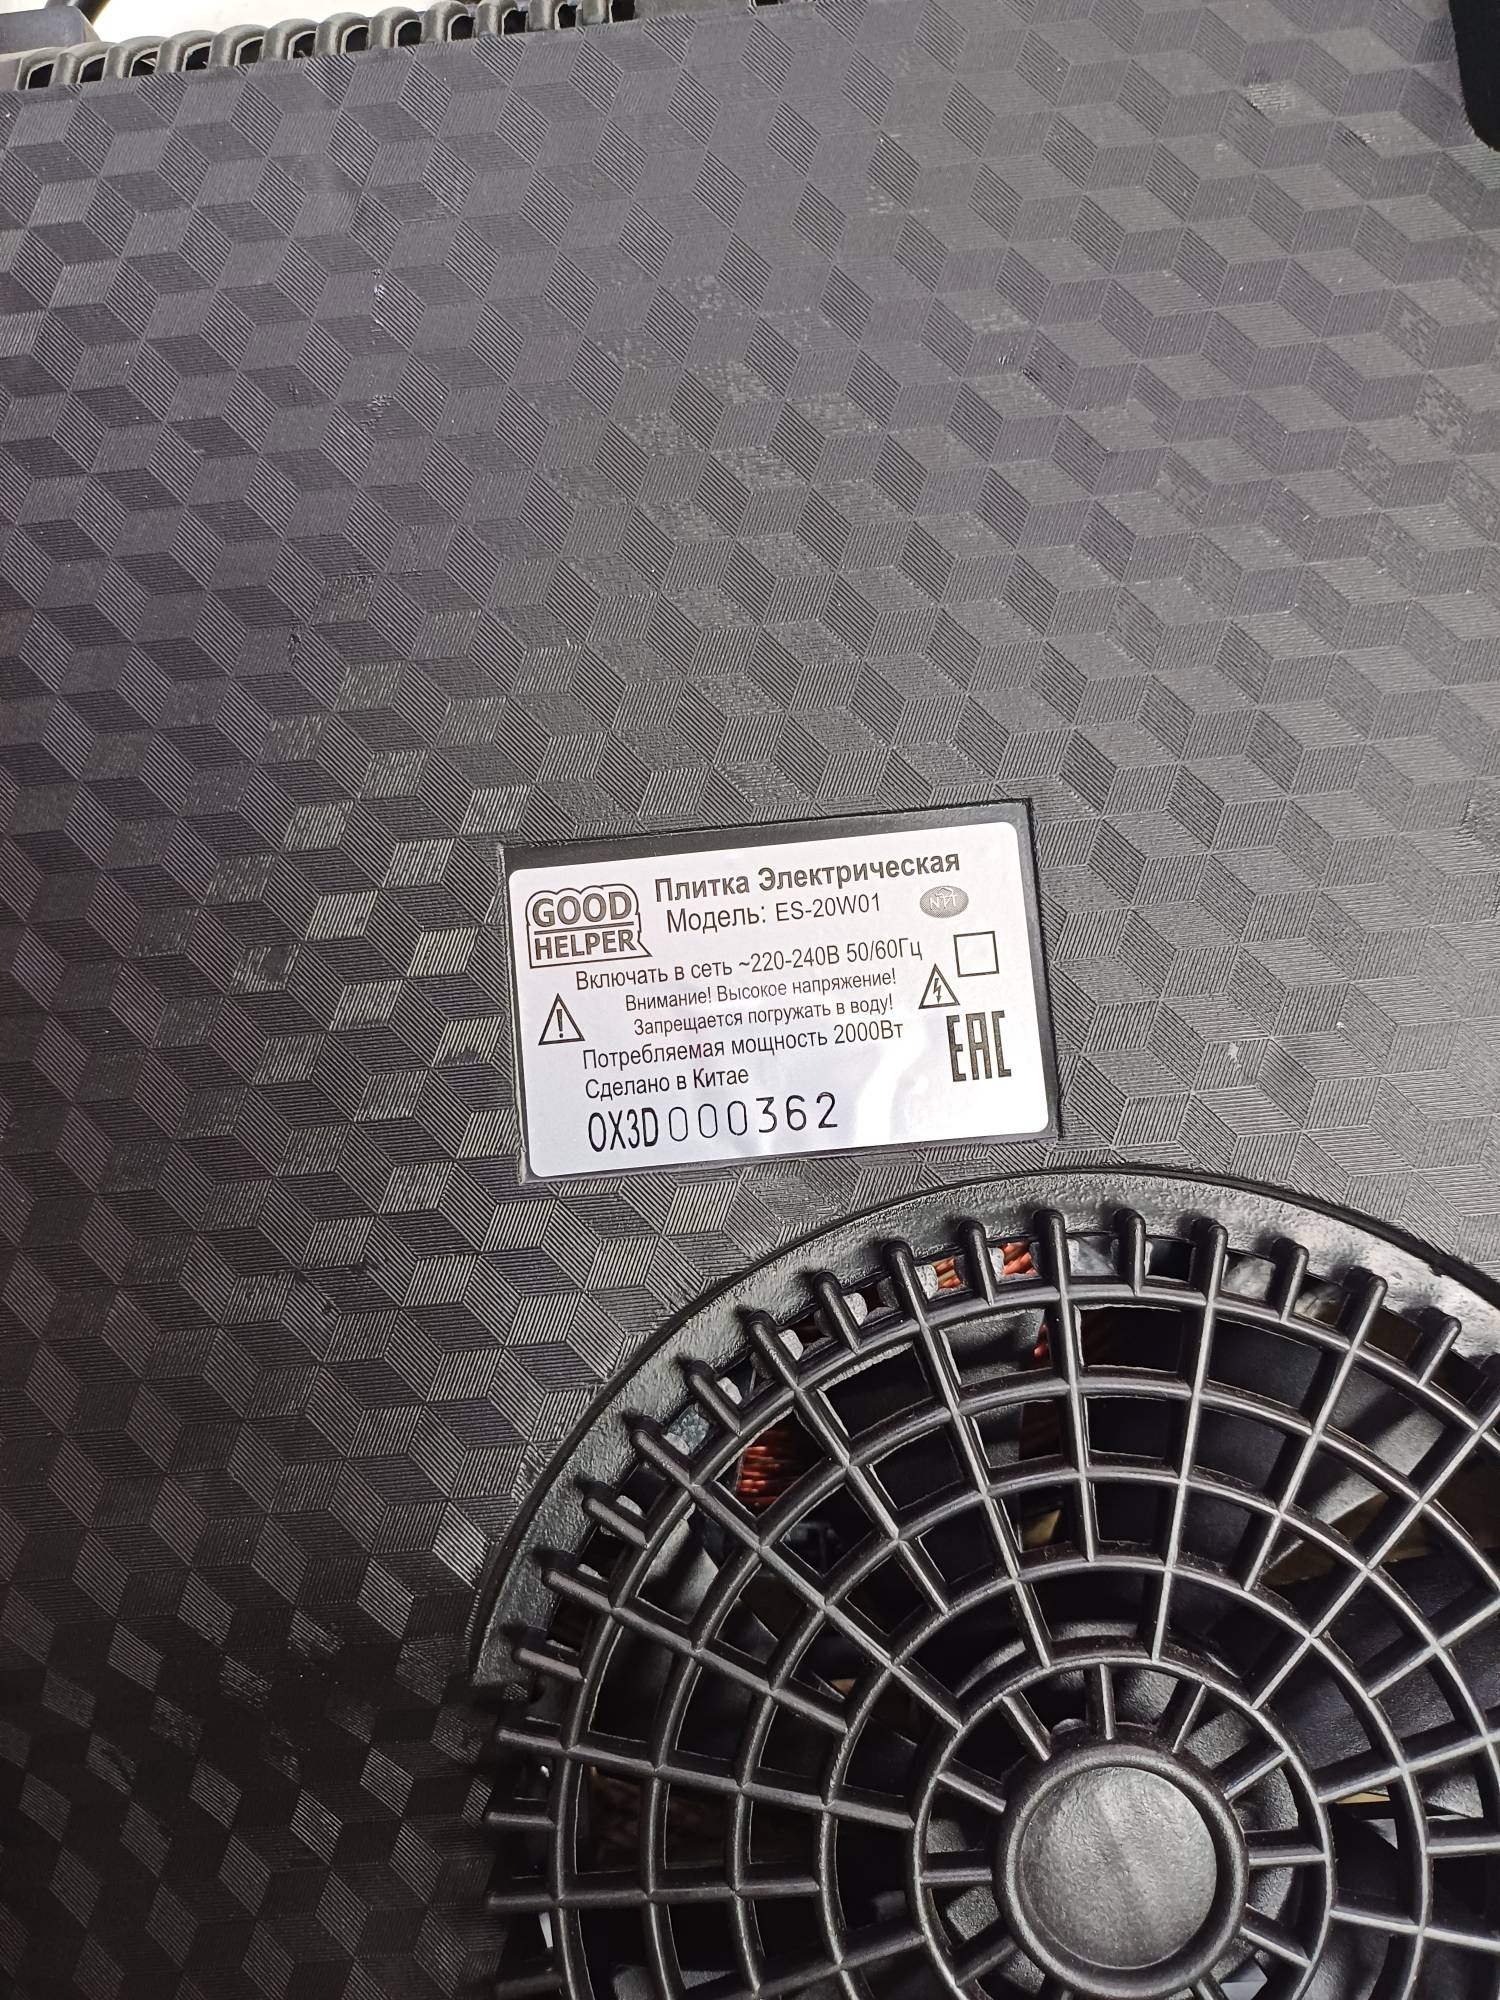 GOOD
HELPER
Плитка Электрическая
Модель: ES-20W01
Включать в сеть ~220-240В 50/60Гц
Внимание! Высокое напряжение!
Запрещается погружать в воду!
Потребляемая мощность 2000Вт
Сделано в Китае
EAC
0X3D000362